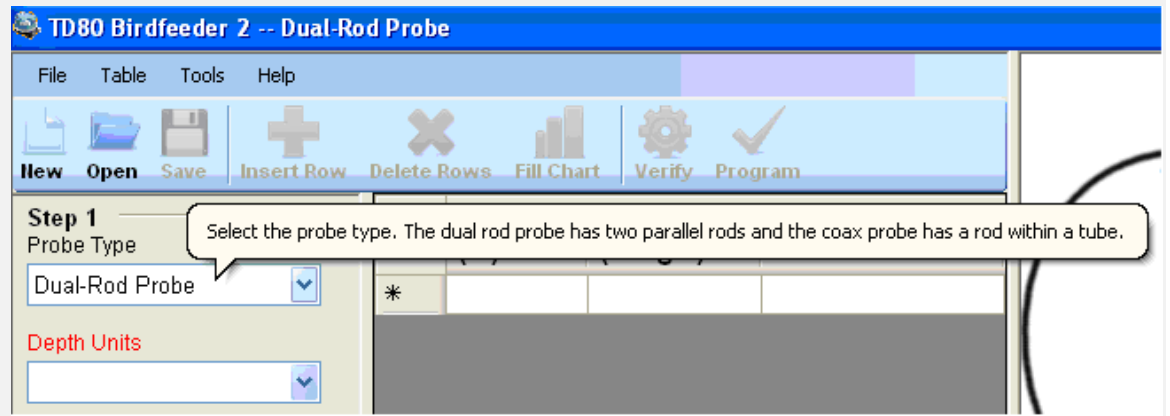 TD80 Birdfeeder 2 -- Dual-Rod Probe
File Table Tools Help
New Open Save Insert Row Delete Rows Fill Chart Verify Program
Step 1
Probe Type
Select the probe type. The dual rod probe has two parallel rods and the coax probe has a rod within a tube.
Dual-Rod Probe
*
Depth Units